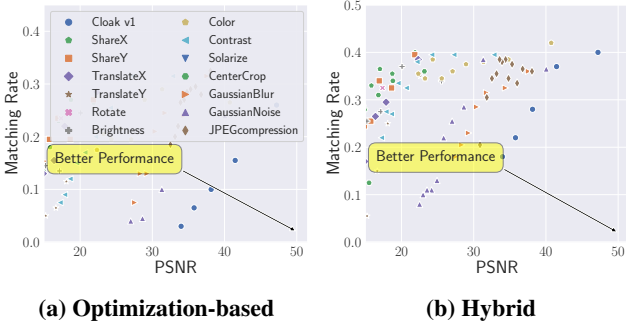 0.4
0.3
0.2
0.1
0.0
Matching Rate
Cloak v1
ShareX
ShareY
TranslateX
TranslateY
Rotate
Brightness
Color
Contrast
Solarize
CenterCrop
GaussianBlur
GaussianNoise
JPEGcompression
Better Performance
20
30
40
50
PSNR
(a) Optimization-based
0.5
0.4
0.3
0.2
0.1
0.0
Matching Rate
Better Performance
20
30
40
50
PSNR
(b) Hybrid